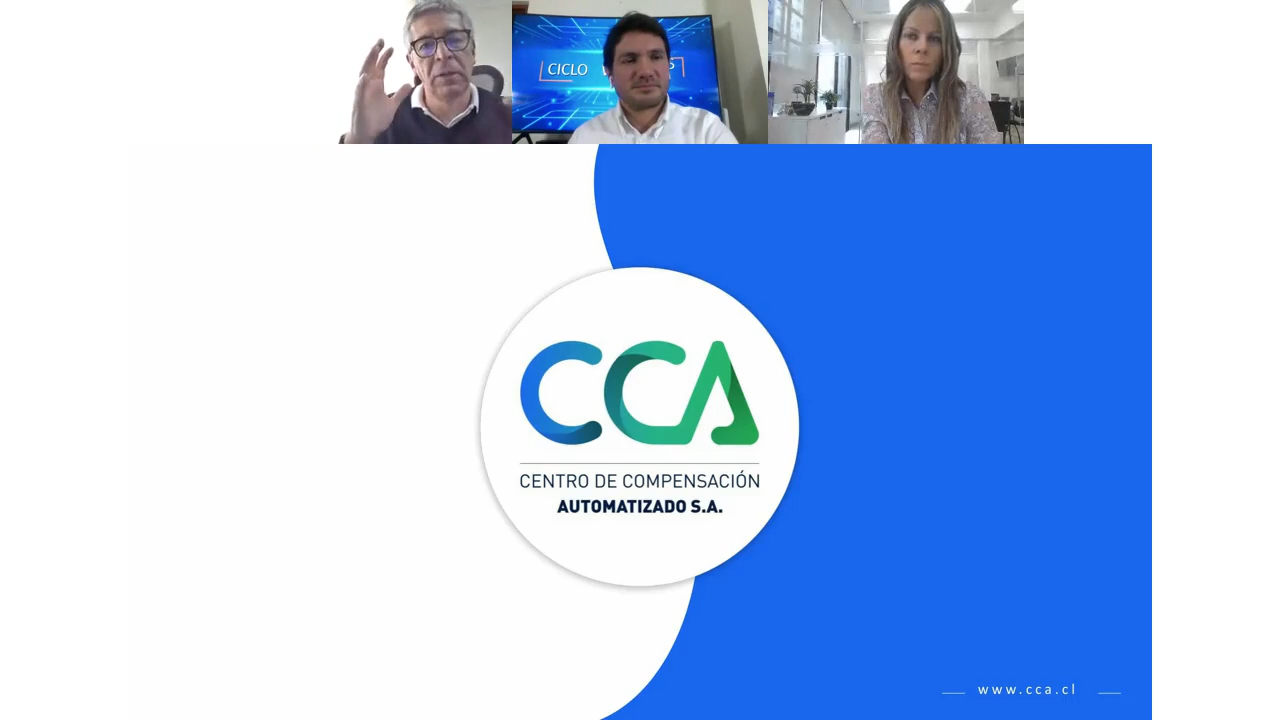 CICLO
CCA
CENTRO DE COMPENSACIÓN
AUTOMATIZADO S.A.
www.cca.cl